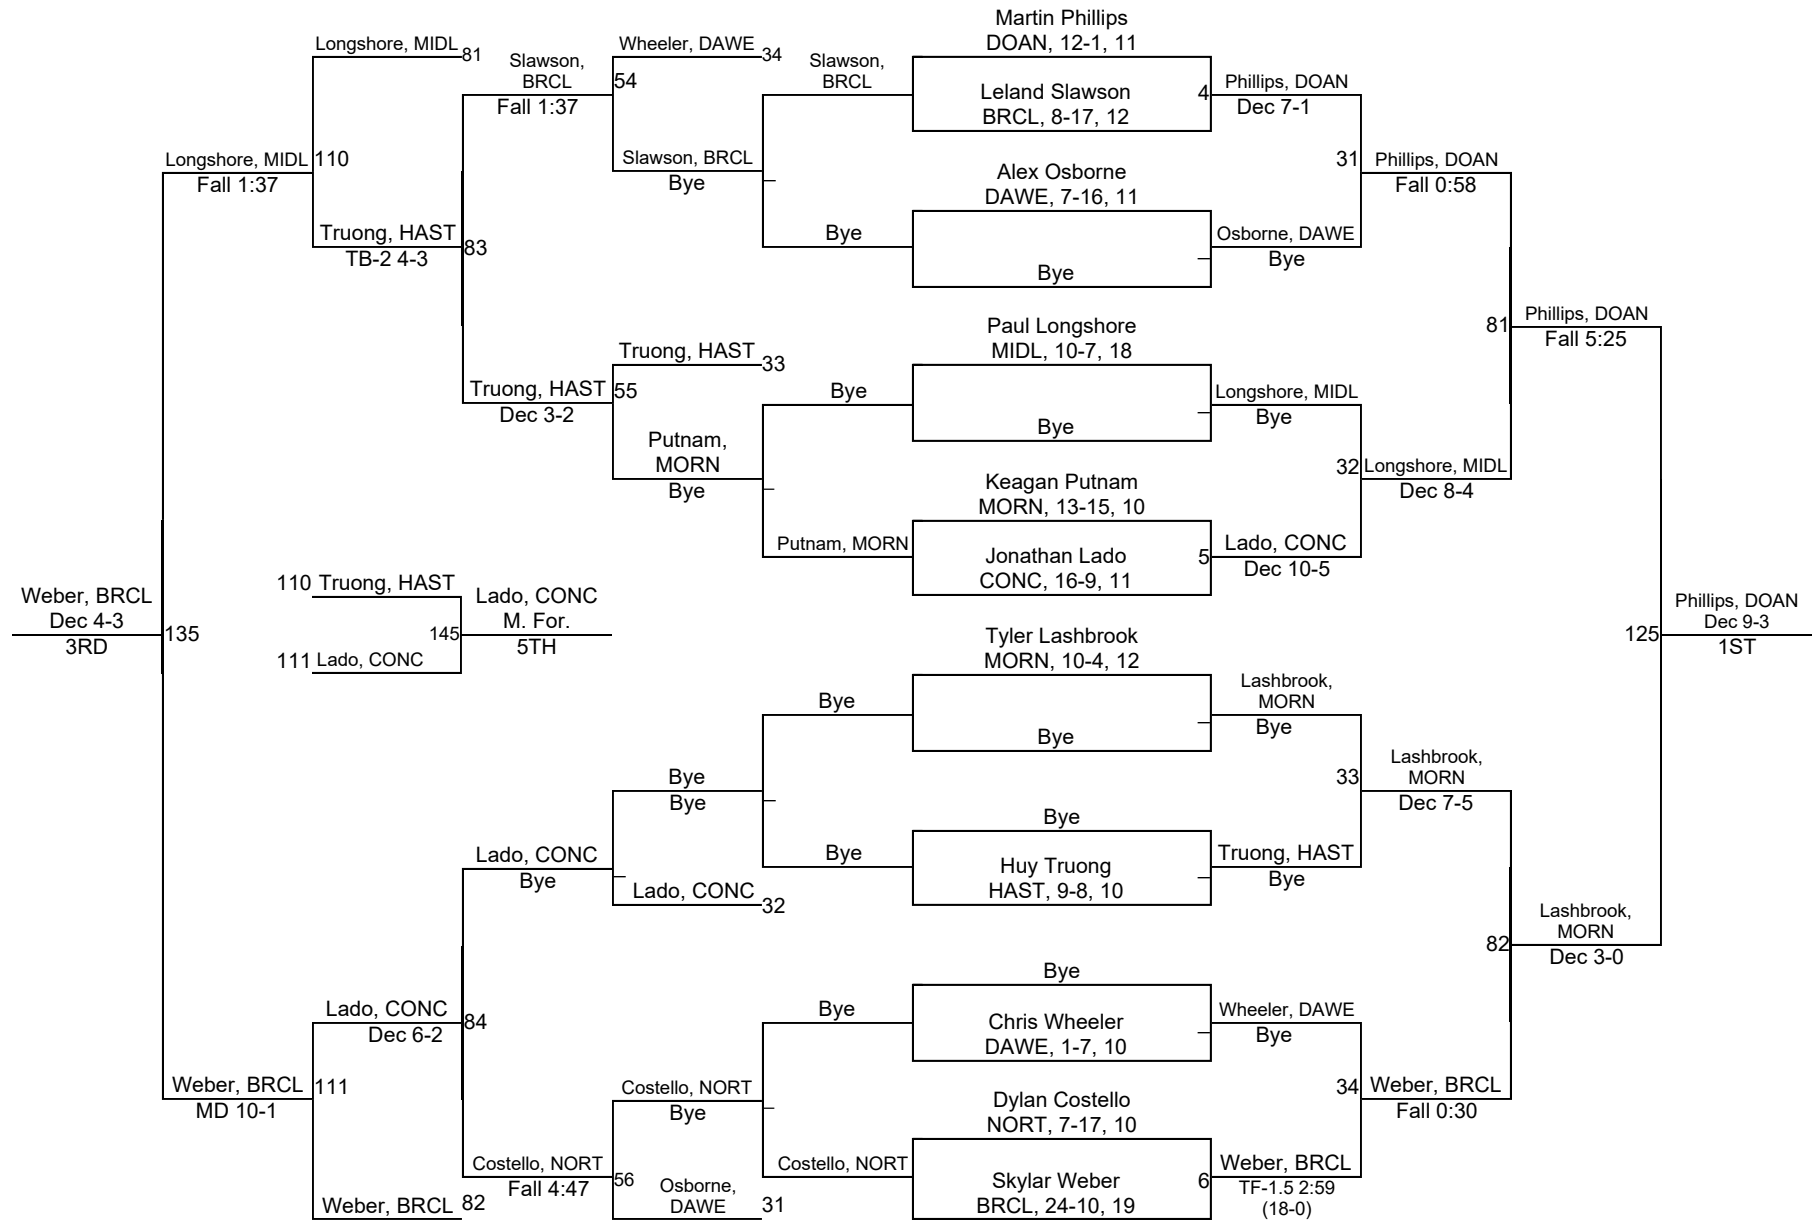 Martin Phillips
DOAN, 12-1, 11
Longshore, MIDL
81
Slawson,
BRCL
54
Fall 1:37
Wheeler, DAWE
34
Slawson,
BRCL
Leland Slawson
BRCL, 8-17, 12
4
Phillips, DOAN
Dec 7-1
Longshore, MIDL
110
Fall 1:37
Slawson, BRCL
Bye
Alex Osborne
DAWE, 7-16, 11
31
Phillips, DOAN
Fall 0:58
Truong, HAST
83
TB-2 4-3
Bye
Bye
Osborne, DAWE
Bye
Paul Longshore
MIDL, 10-7, 18
81
Phillips, DOAN
Fall 5:25
Truong, HAST
33
Truong, HAST
55
Dec 3-2
Bye
Bye
Longshore, MIDL
Bye
Putnam,
MORN
Bye
Keagan Putnam
MORN, 13-15, 10
32
Longshore, MIDL
Dec 8-4
Putnam, MORN
Jonathan Lado
CONC, 16-9, 11
5
Lado, CONC
Dec 10-5
Weber, BRCL
Dec 4-3
3RD
135
110 Truong, HAST
145
111 Lado, CONC
Lado, CONC
M. For.
5TH
125
Phillips, DOAN
Dec 9-3
1ST
Tyler Lashbrook
MORN, 10-4, 12
Bye
Bye
Lashbrook,
MORN
Bye
Bye
Bye
33
Lashbrook,
MORN
Dec 7-5
Bye
Lado, CONC
Bye
Bye
Huy Truong
HAST, 9-8, 10
Truong, HAST
Bye
Lado, CONC
32
82
Lashbrook,
MORN
Dec 3-0
Bye
Lado, CONC
84
Dec 6-2
Bye
Chris Wheeler
DAWE, 1-7, 10
Wheeler, DAWE
Bye
Weber, BRCL
111
MD 10-1
Costello, NORT
Bye
Dylan Costello
NORT, 7-17, 10
34
Weber, BRCL
Fall 0:30
Costello, NORT
56
Fall 4:47
Costello, NORT
Skylar Weber
BRCL, 24-10, 19
6
Weber, BRCL
TF-1.5 2:59
(18-0)
Weber, BRCL
82
Osborne,
DAWE
31